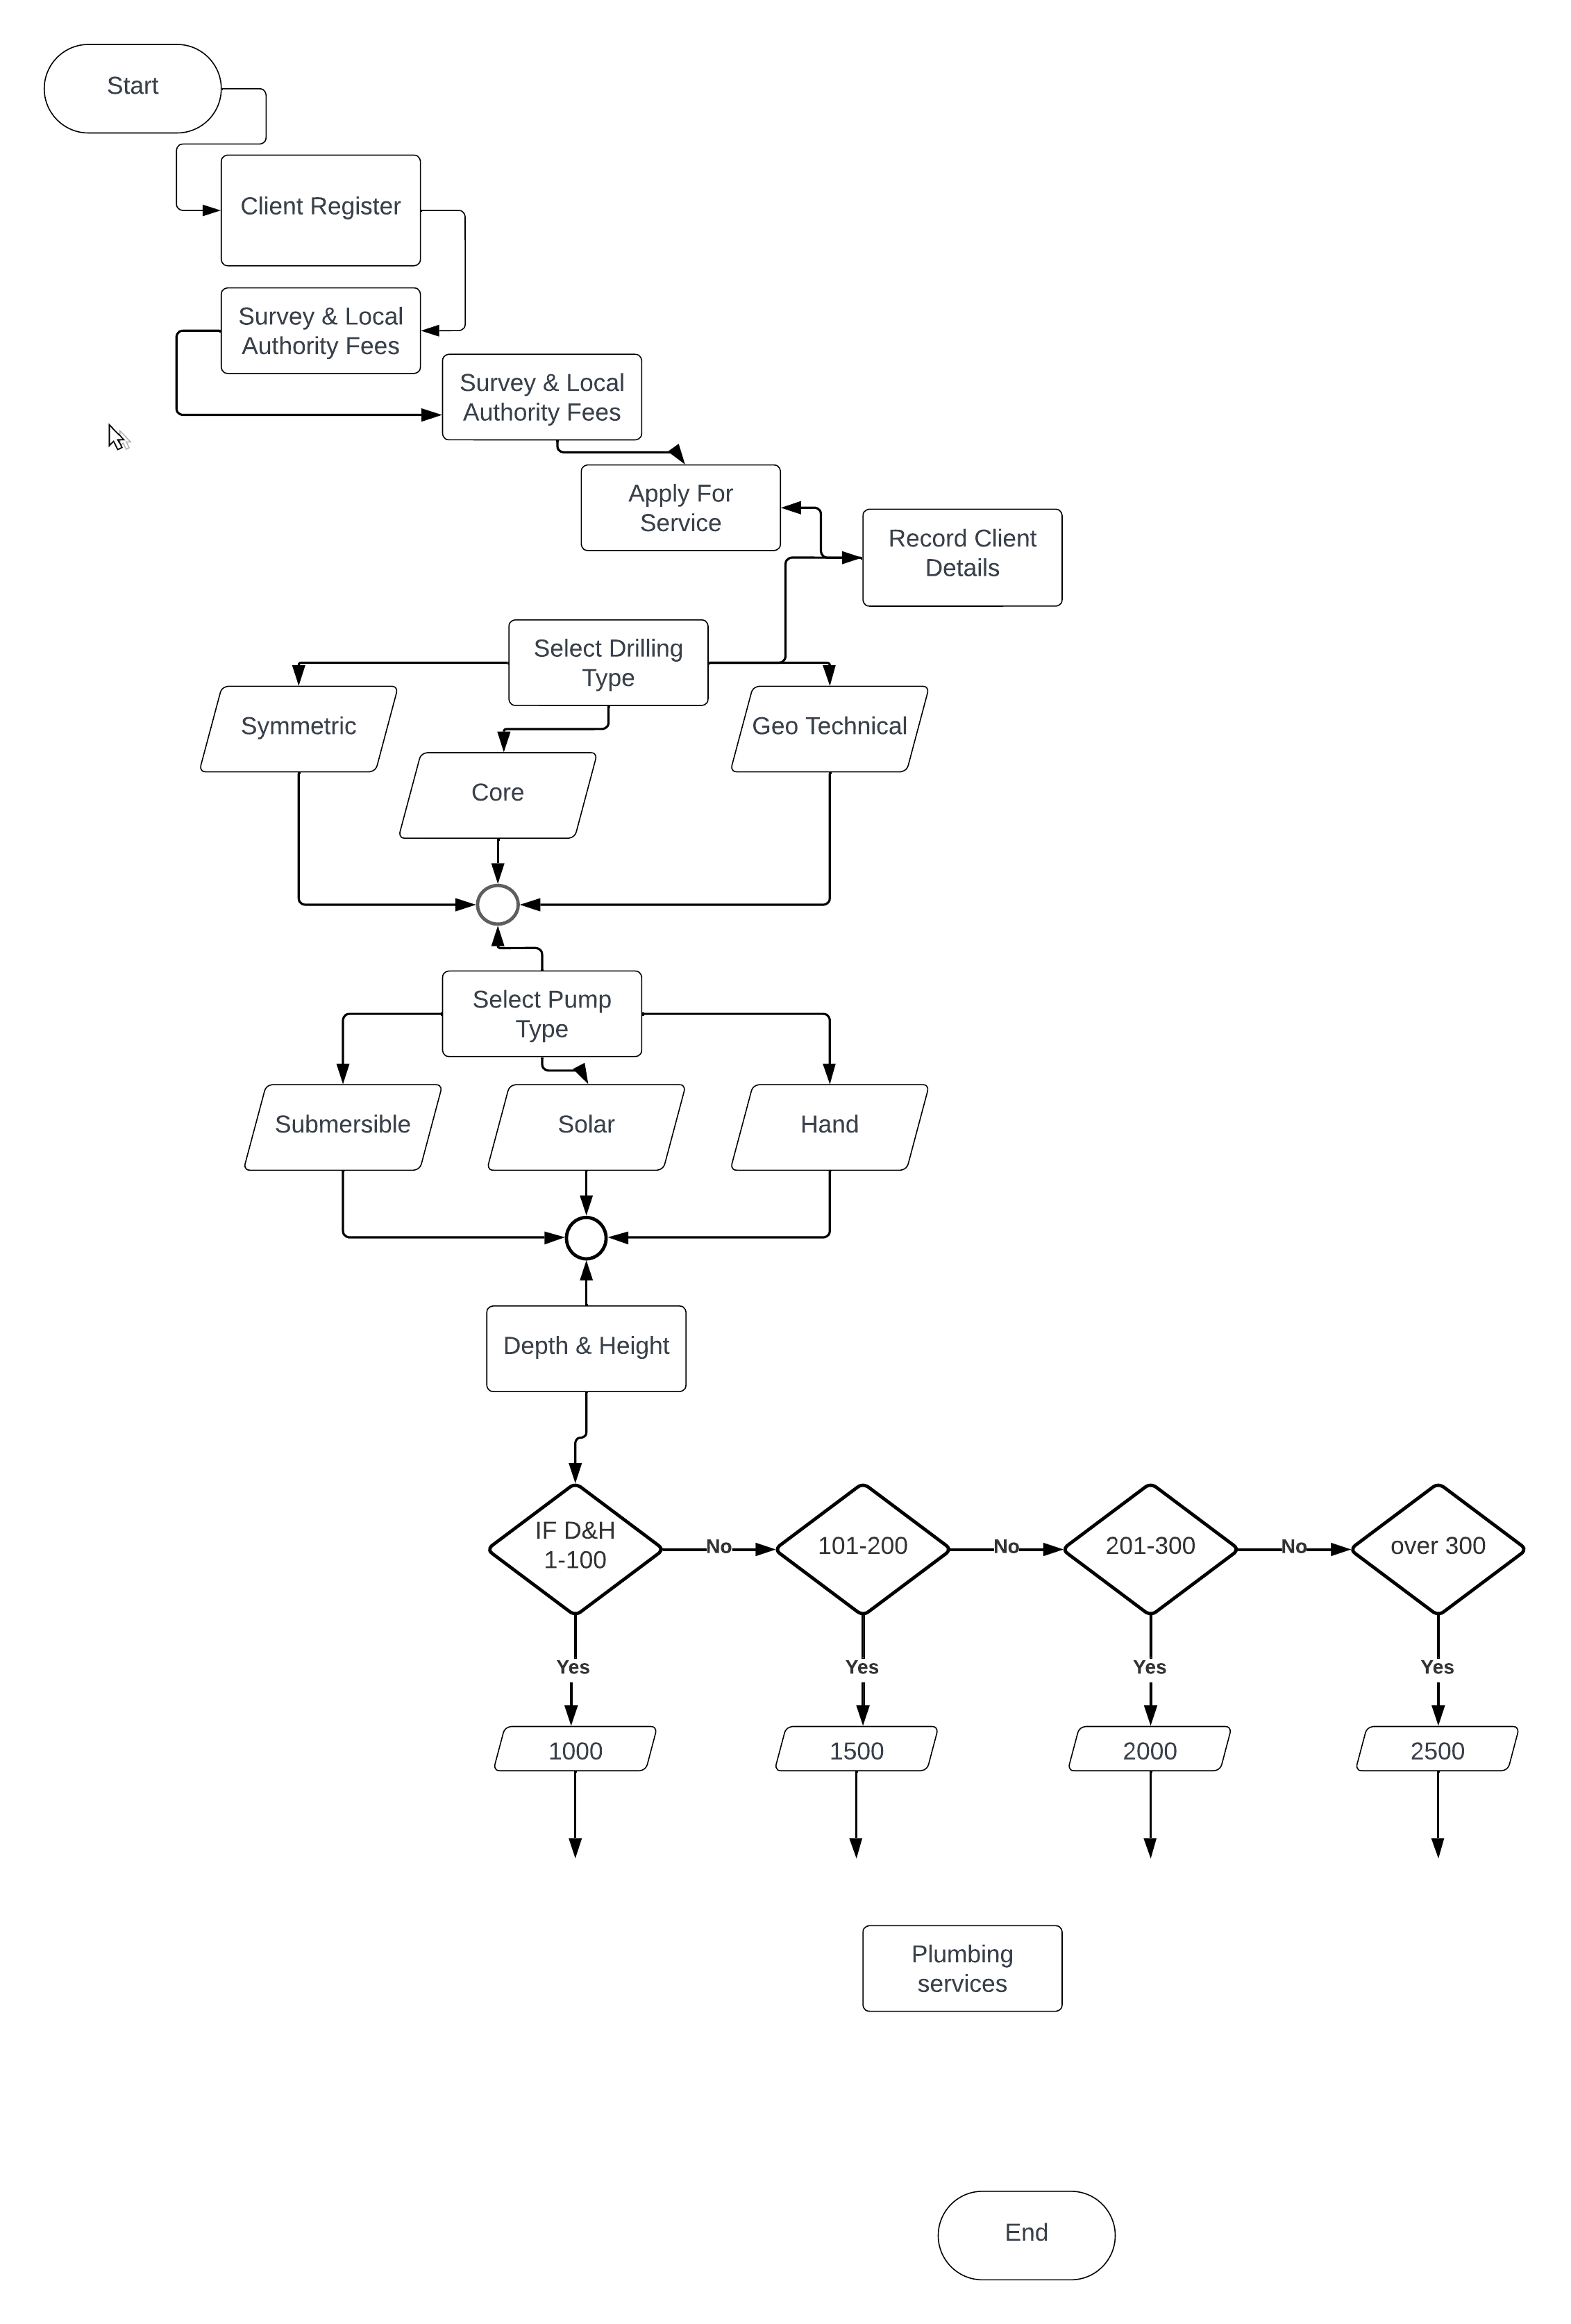 Start
Client Register
Survey & Local
Authority Fees
Survey & Local
Authority Fees
Apply For
Service
Record Client
Details
Select Drilling
Type
Symmetric
Geo Technical
Core
Select Pump
Type
Submersible
Solar
Hand
Depth & Height
IF D&H
1-100
No
101-200
No
201-300
No
over 300
Yes
Yes
Yes
Yes
1000
1500
2000
2500
Plumbing
services
End